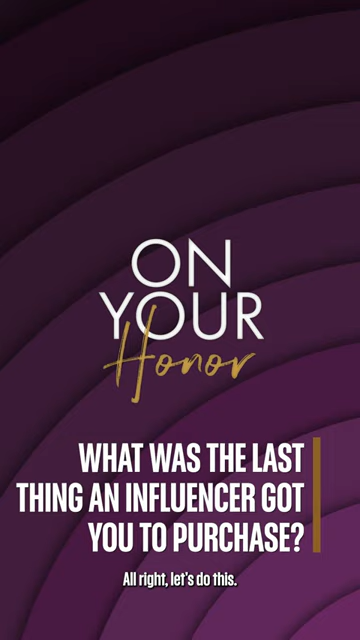 ON
YOUR
Honor
WHAT WAS THE LAST
THING AN INFLUENCER GOT
YOU TO PURCHASE?
All right, let's do this.